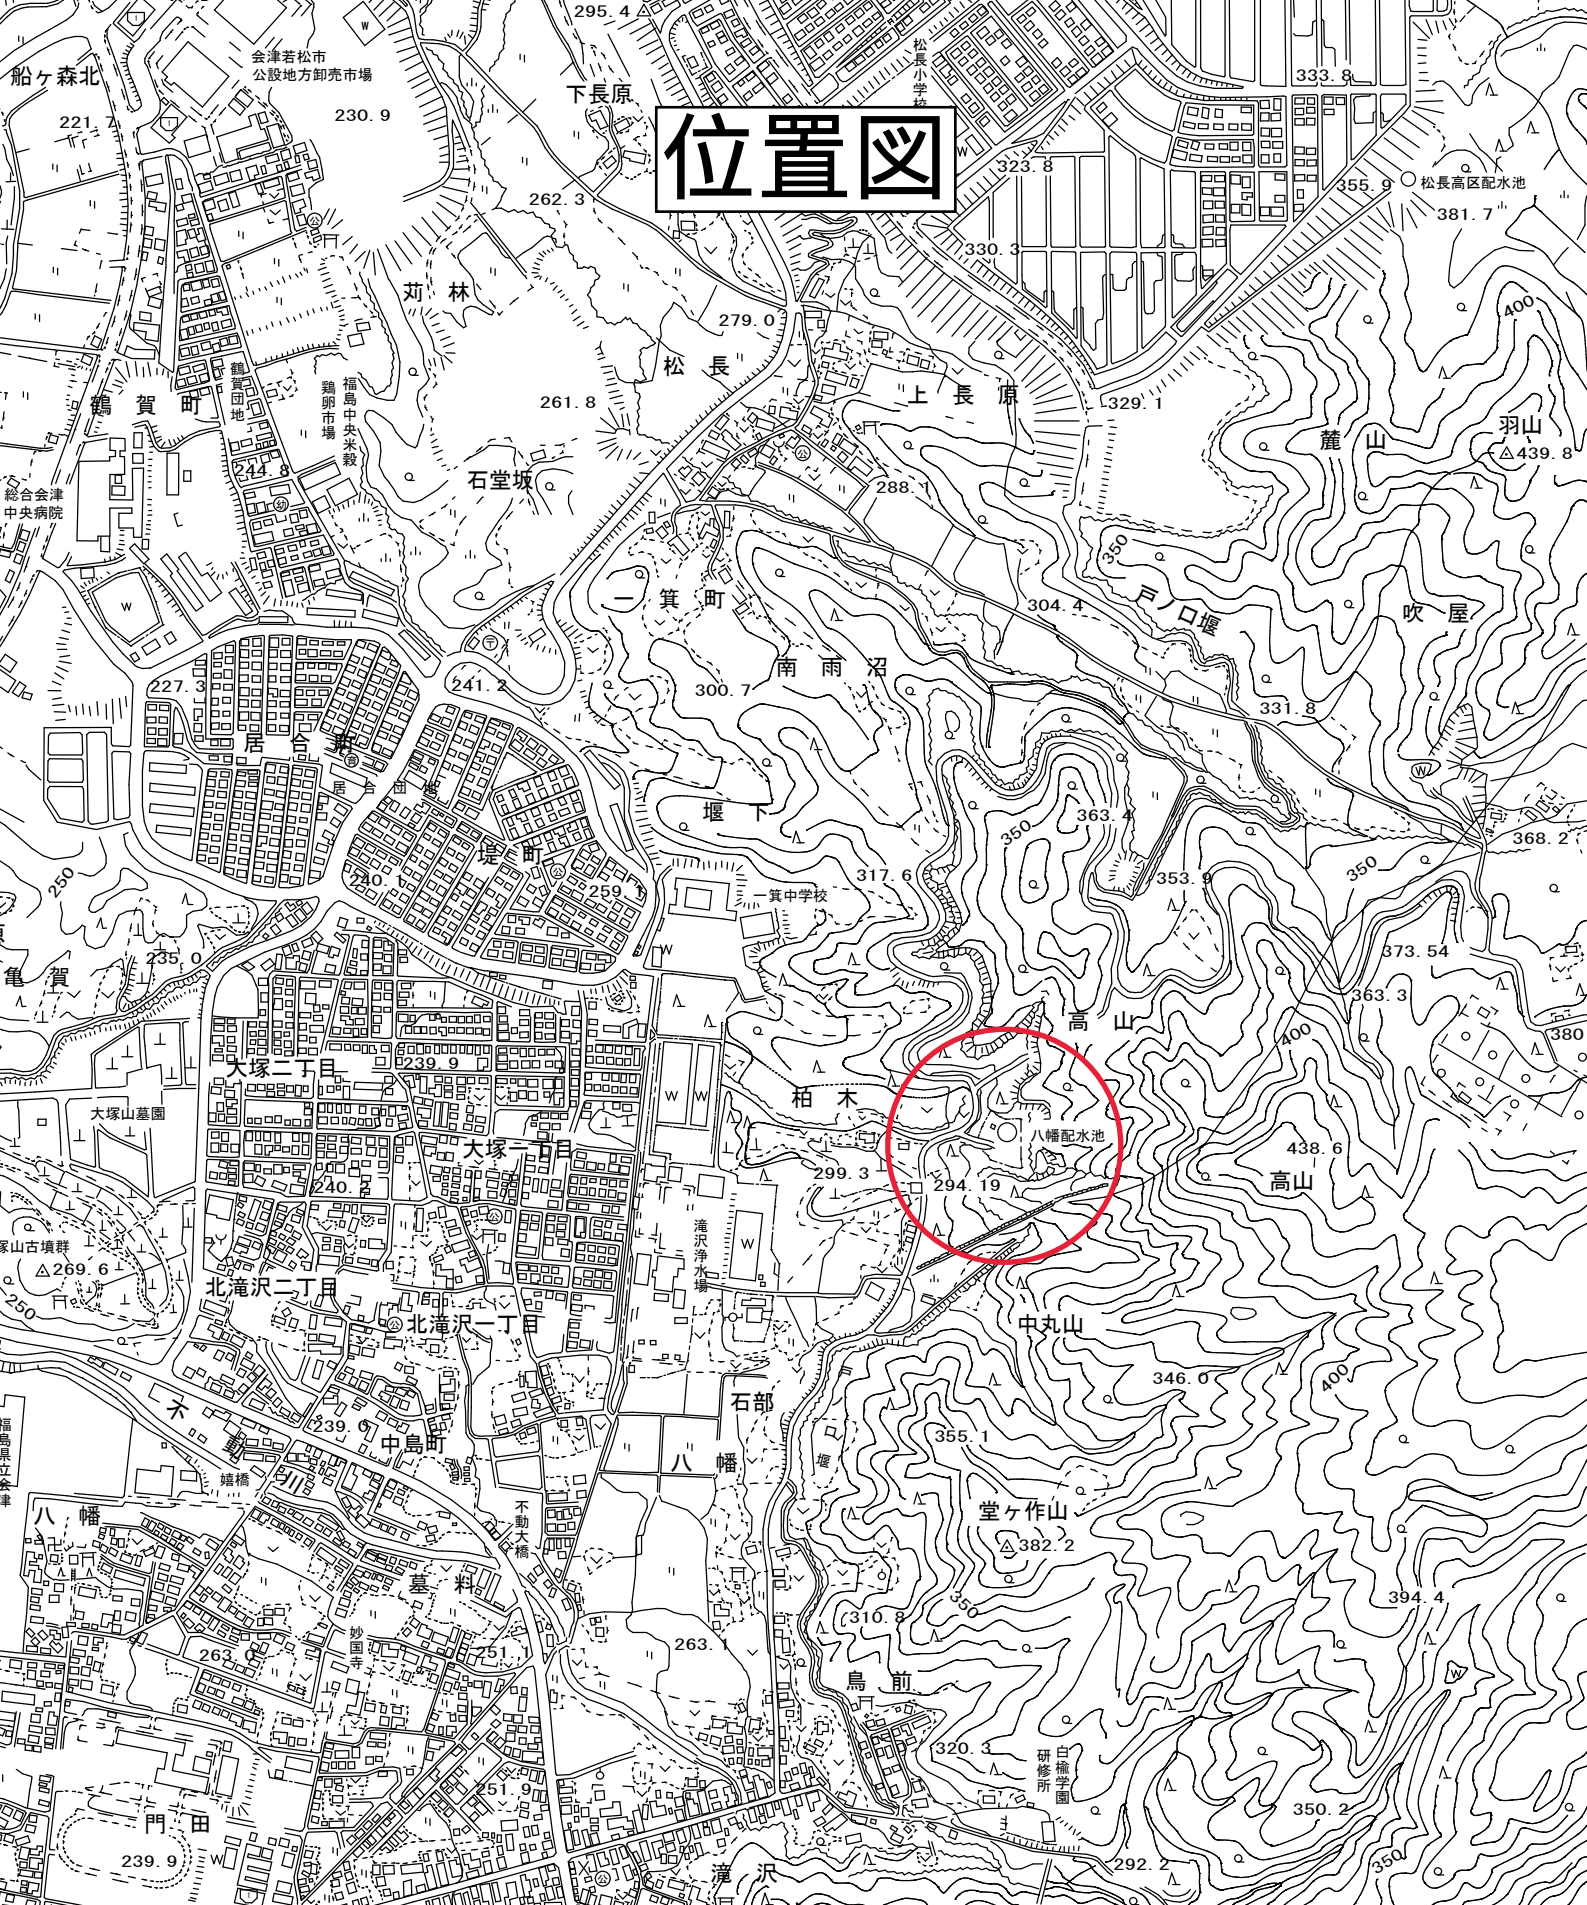 295.4
会津若松市
公設地方卸売市場
船ヶ森北
松長小学校
333.8
下長原
230.9
221.7
位置図
323.8
355.9
松長高区配水池
381.7
262.3
330.3
苅林
400
279.0
松長
鶴賀団地
福島中央米穀
鶏卵市場
鶴賀町
261.8
上長原
329.1
麓山
羽山
439.8
244.8
石堂坂
288.1
総合会津
中央病院
350
一箕町
304.4
戸ノ口堰
吹屋
南雨沼
227.3
241.2
300.7
331.8
居合町
居合団地
堰下
363.4
350
368.2
堤町
240.1
259.1
317.6
353.9
350
250
一箕中学校
373.54
235.0
亀賀
363.3
高山
400
380
大塚二丁目
239.9
柏木
大塚山墓園
八幡配水池
大塚一丁目
438.6
299.3
294.19
高山
240.2
滝沢浄水場
塚山古墳群
269.6
北滝沢二丁目
250
北滝沢一丁目
中丸山
346.0
400
石部
不動川
239.0
中島町
355.1
福島県立会津
八幡
堰
嬉橋
八幡
不動大橋
堂ヶ作山
382.2
墓料
350
394.4
310.8
妙国寺
263.0
251.1
263.1
鳥前
320.3
白楡学園
研修所
251.9
350.2
門田
239.9
滝沢
292.2
350